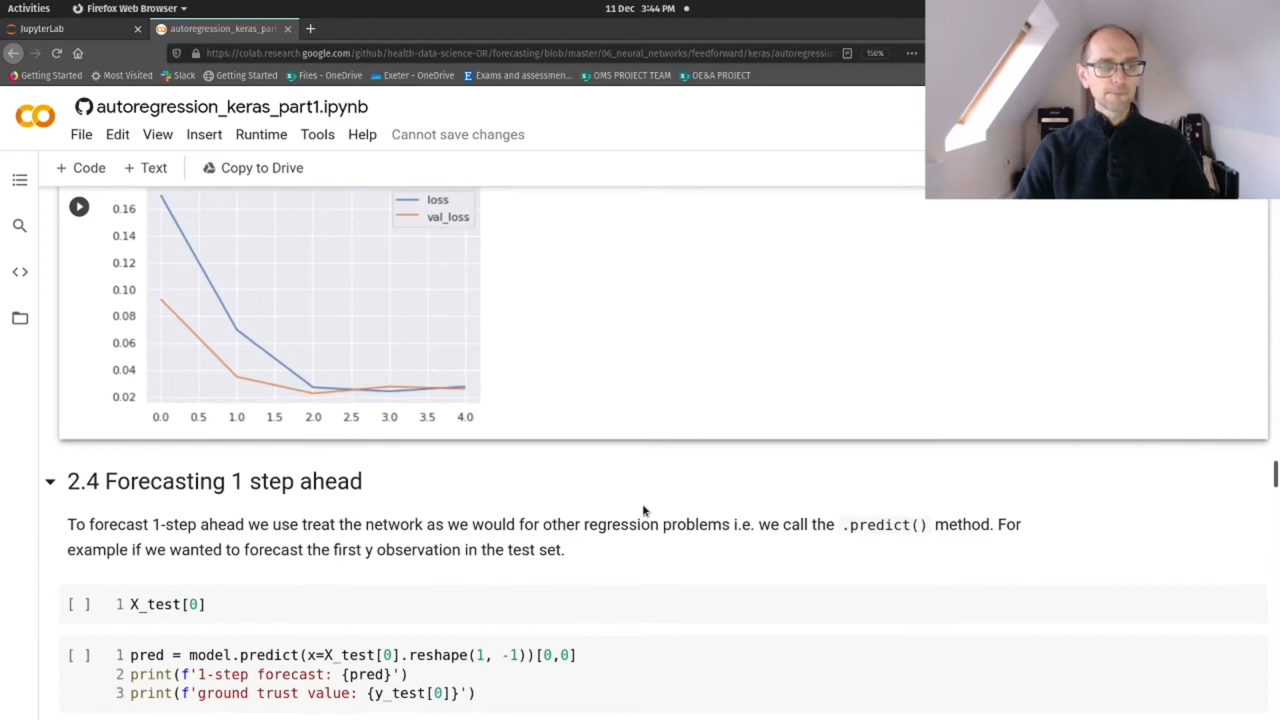 Activities
Firefox Web Browser
11 Dec 3:44 PM
JupyterLab
autoregression_keras_part
https://colab.research.google.com/github/health-data-science-OR/forecasting/blob/master/06_neural_networks/feedforward/keras/autoregressio
150%
Getting Started
Most Visited
Slack
Getting Started
Files - OneDrive
Exeter - OneDrive
Exams and assessmen...
OMS PROJECT TEAM
OE&A PROJECT
autoregression_keras_part1.ipynb
File Edit View Insert Runtime Tools Help Cannot save changes
+ Code + Text Copy to Drive
loss
val_loss
0.16
0.14
0.12
0.10
0.08
0.06
0.04
0.02
0.0 0.5 1.0 1.5 2.0 2.5 3.0 3.5 4.0
2.4 Forecasting 1 step ahead
To forecast 1-step ahead we use treat the network as we would for other regression problems i.e. we call the .predict() method. For
example if we wanted to forecast the first y observation in the test set.
[ ] 1 X_test[0]
[ ] 1 pred = model.predict(x=X_test[0].reshape(1, -1))[0,0]
2 print(f'1-step forecast: {pred}')
3 print(f'ground trust value: {y_test[0]}')